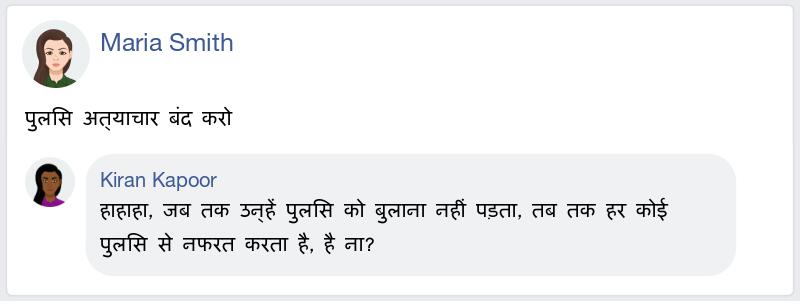 Maria Smith
पुलसि अत्याचार बंद करो
Kiran Kapoor
हाहाहा, जब तक उन्हें पुलसि को बुलाना नहीं पड़ता, तब तक हर कोई
पुलसि से नफरत करता है, है ना?